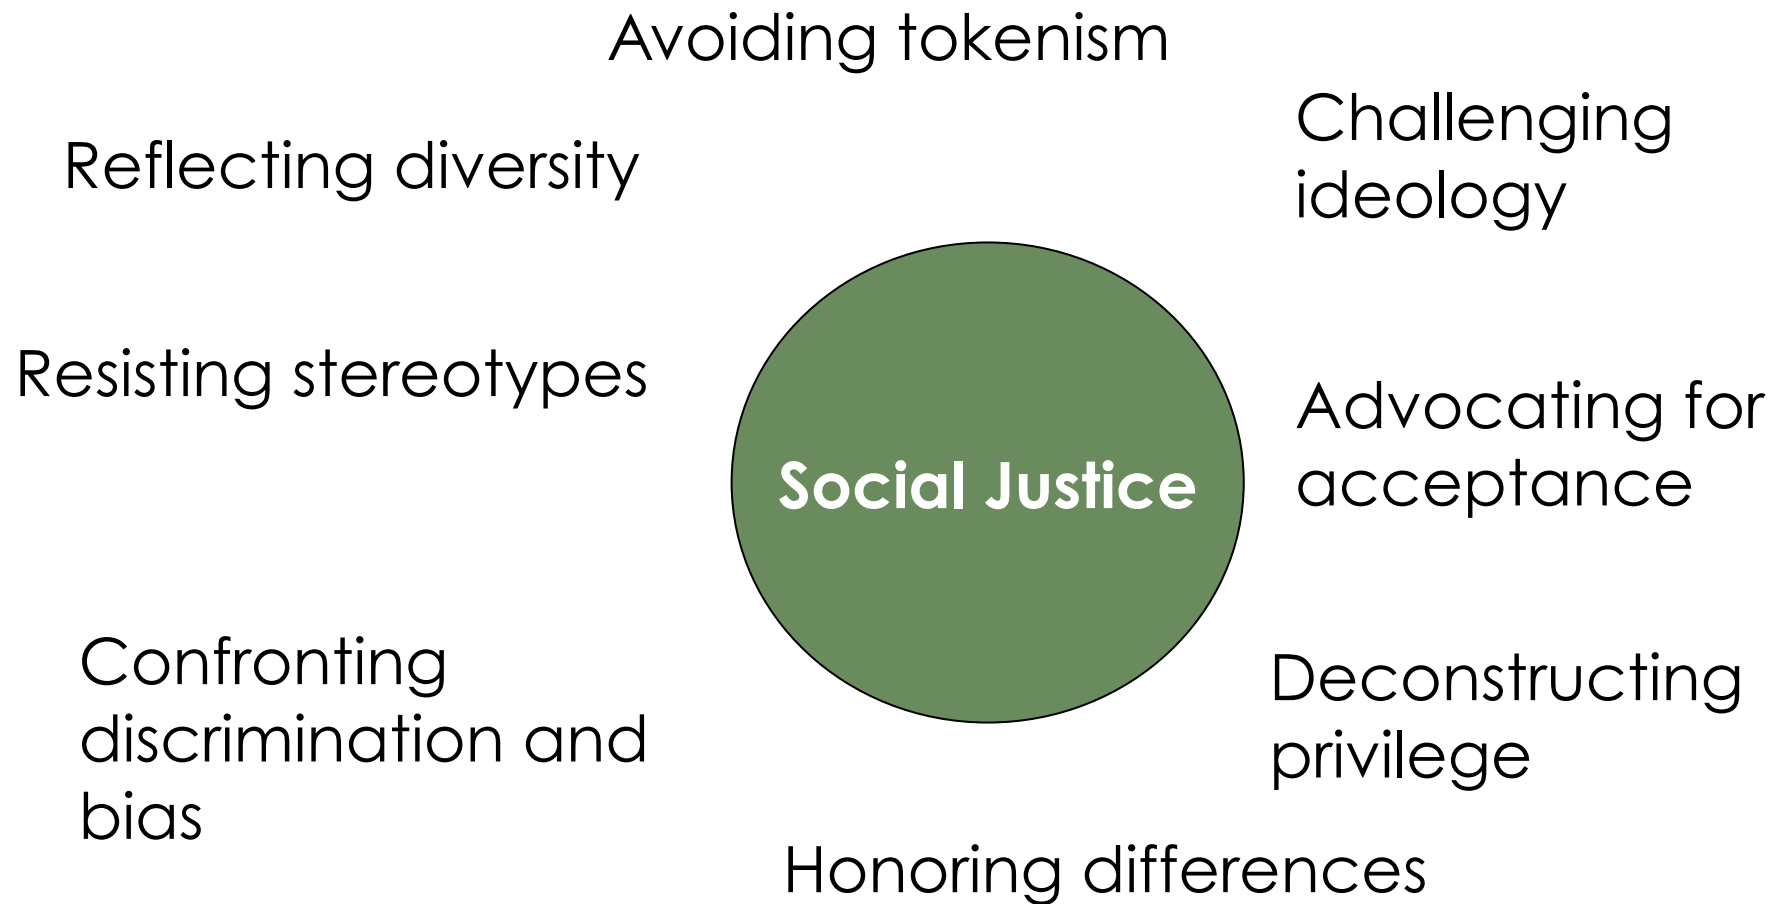 Avoiding tokenism
Reflecting diversity
Challenging
ideology
Resisting stereotypes
Advocating for
acceptance
Social Justice
Confronting
discrimination and
bias
Deconstructing
privilege
Honoring differences